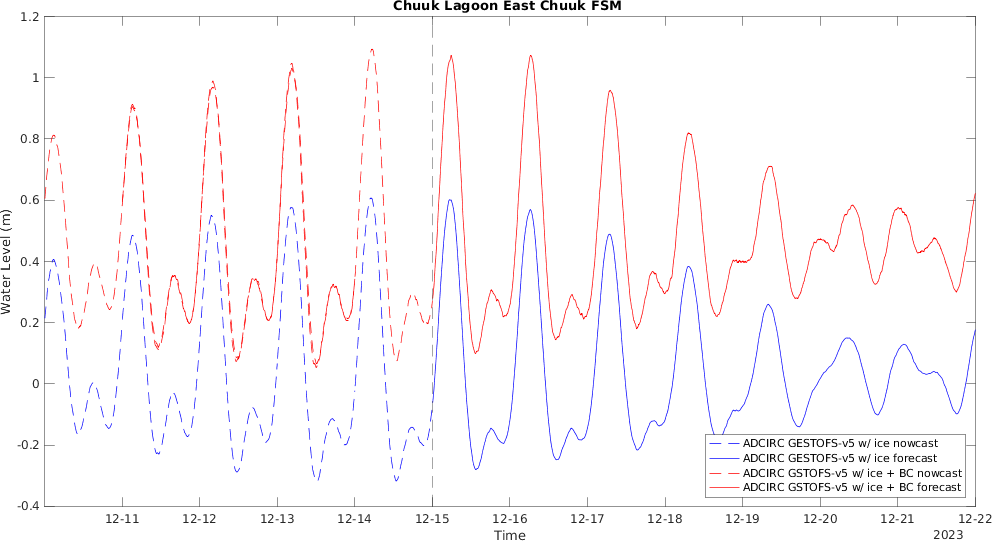 Chuuk Lagoon East Chuuk FSM
1.2
1
0.8
0.6
0.4
0.2
0
-0.2
-0.4
Water Level (m)
ADCIRC GESTOFS-v5 w/ ice nowcast
ADCIRC GESTOFS-v5 w/ ice forecast
ADCIRC GSTOFS-v5 w/ ice + BC nowcast
ADCIRC GSTOFS-v5 w/ ice + BC forecast
12-11 12-12 12-13 12-14 12-15 12-16 12-17 12-18 12-19 12-20 12-21 12-22
Time
2023